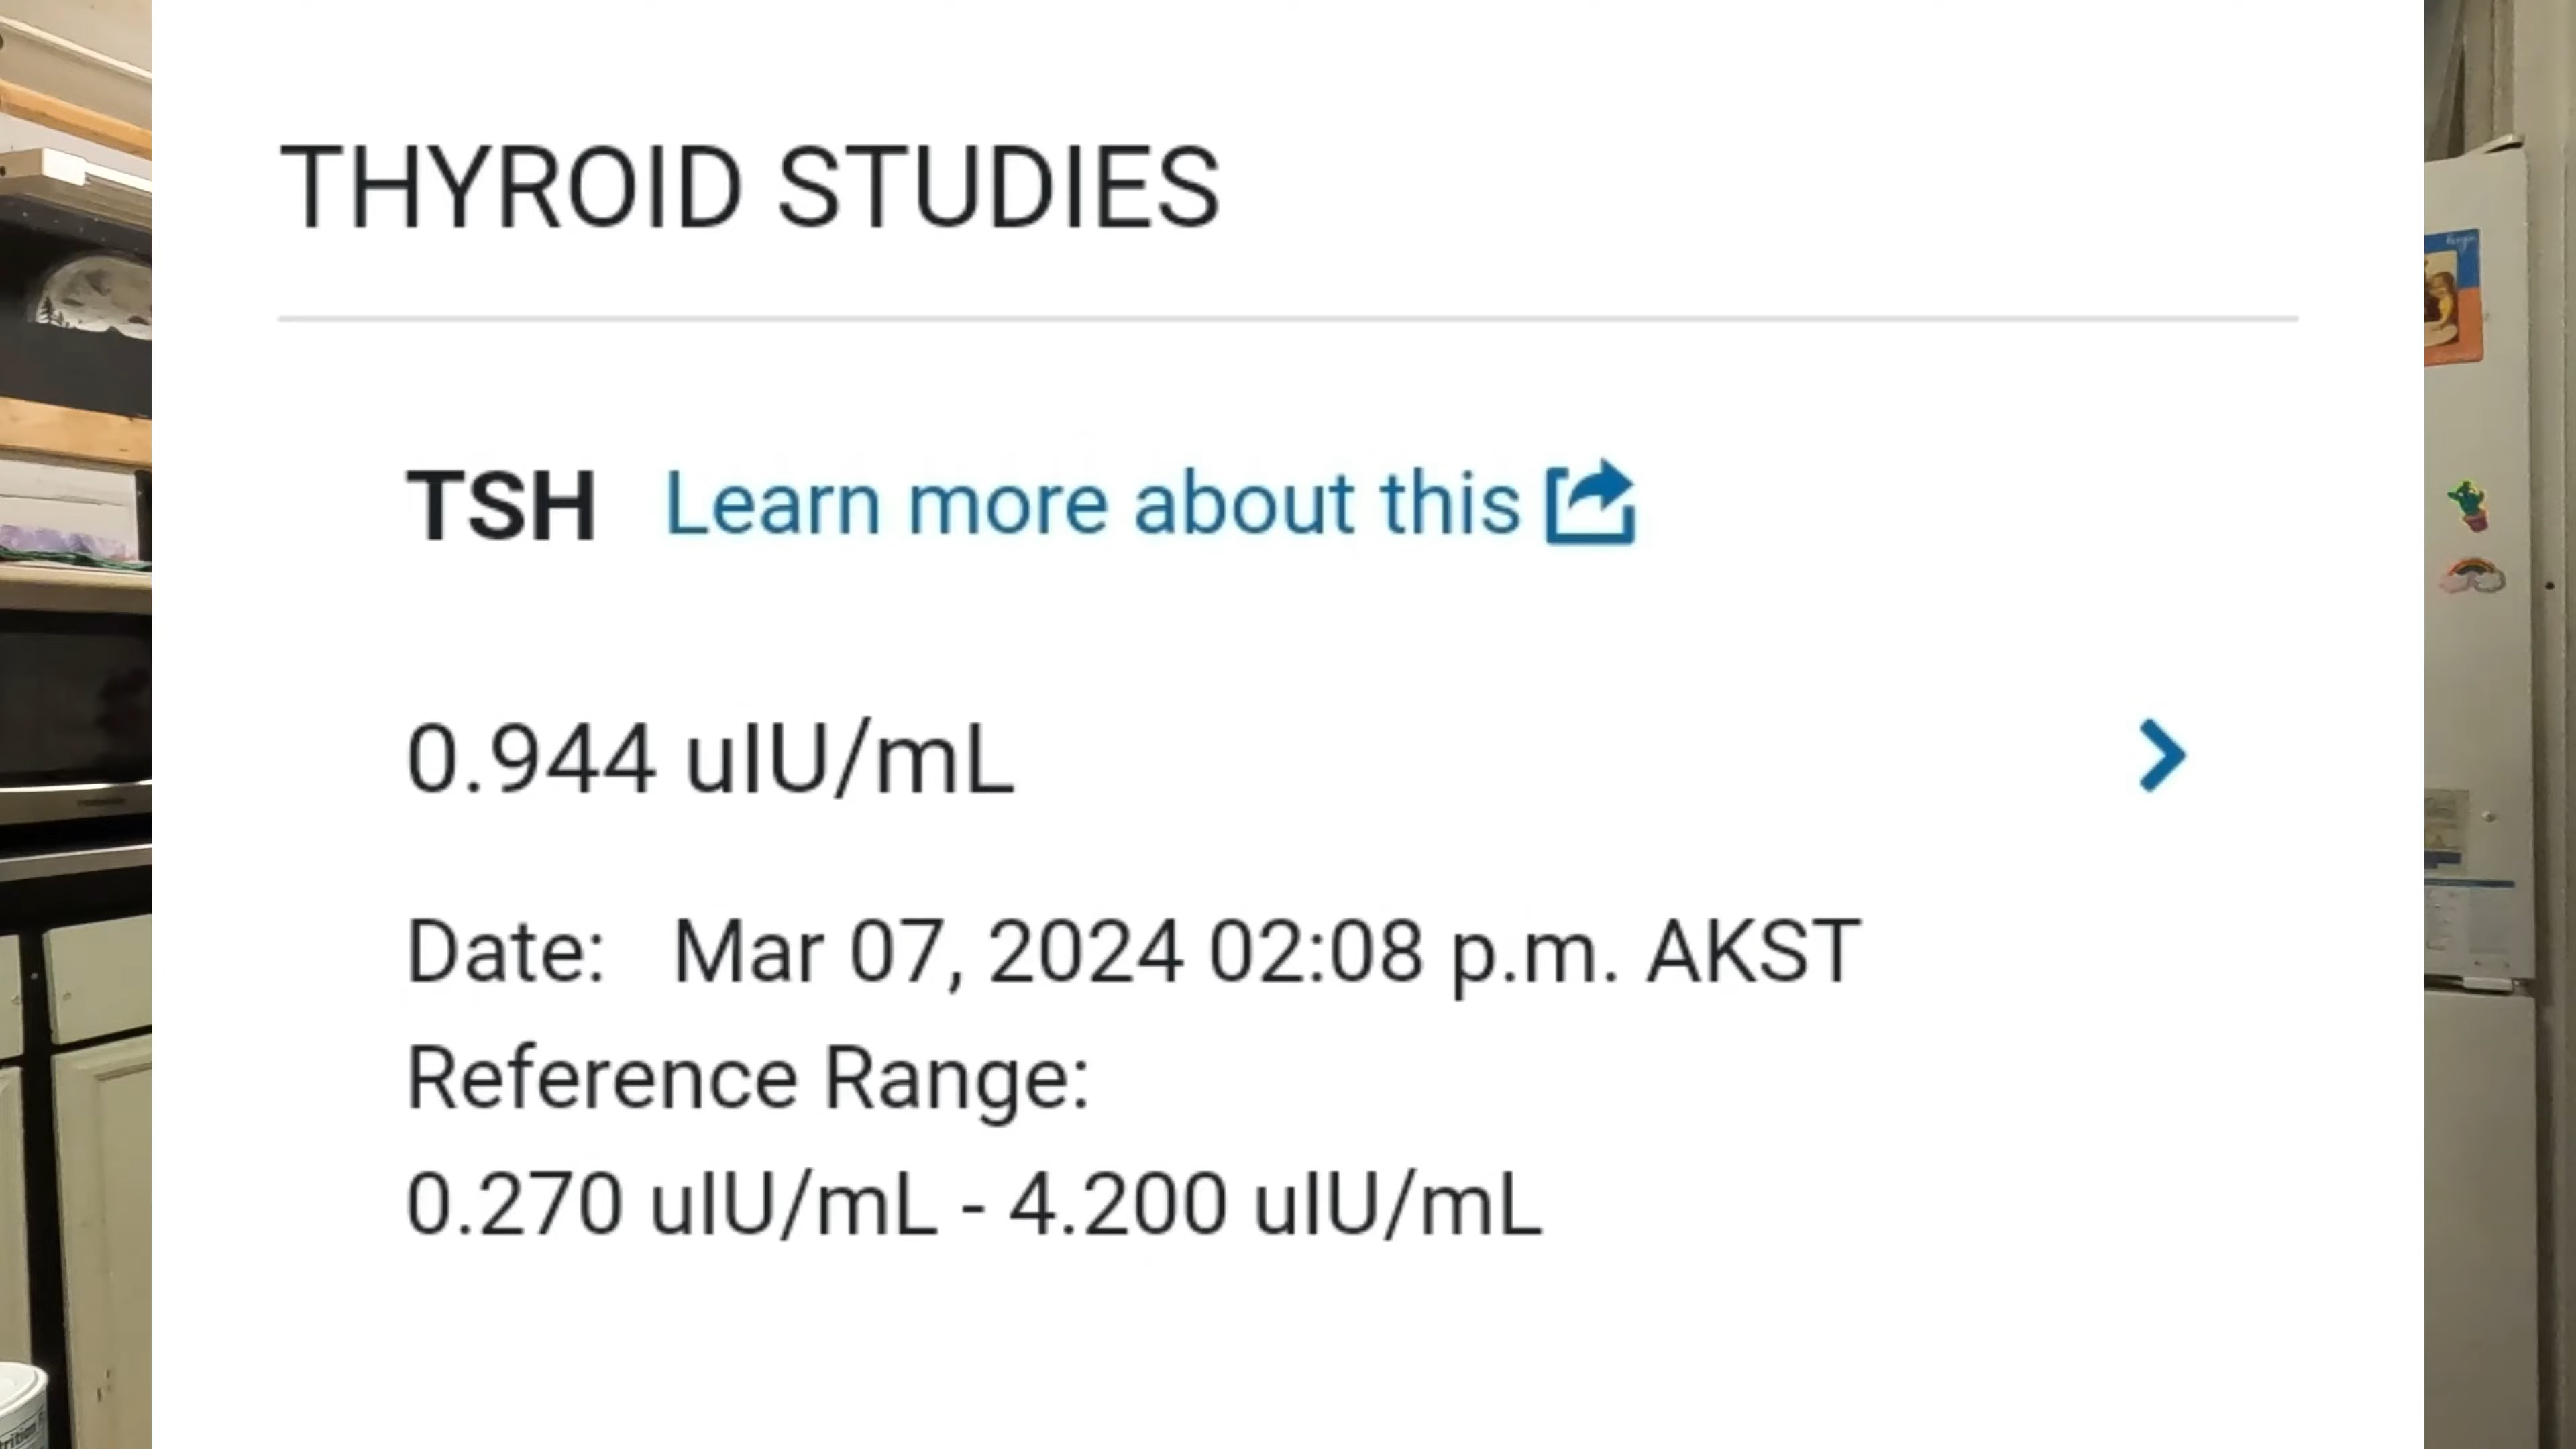 THYROID STUDIES
TSH Learn more about this
0.944 uIU/mL
Date: Mar 07, 2024 02:08 p.m. AKST
Reference Range:
0.270 uIU/mL - 4.200 uIU/mL